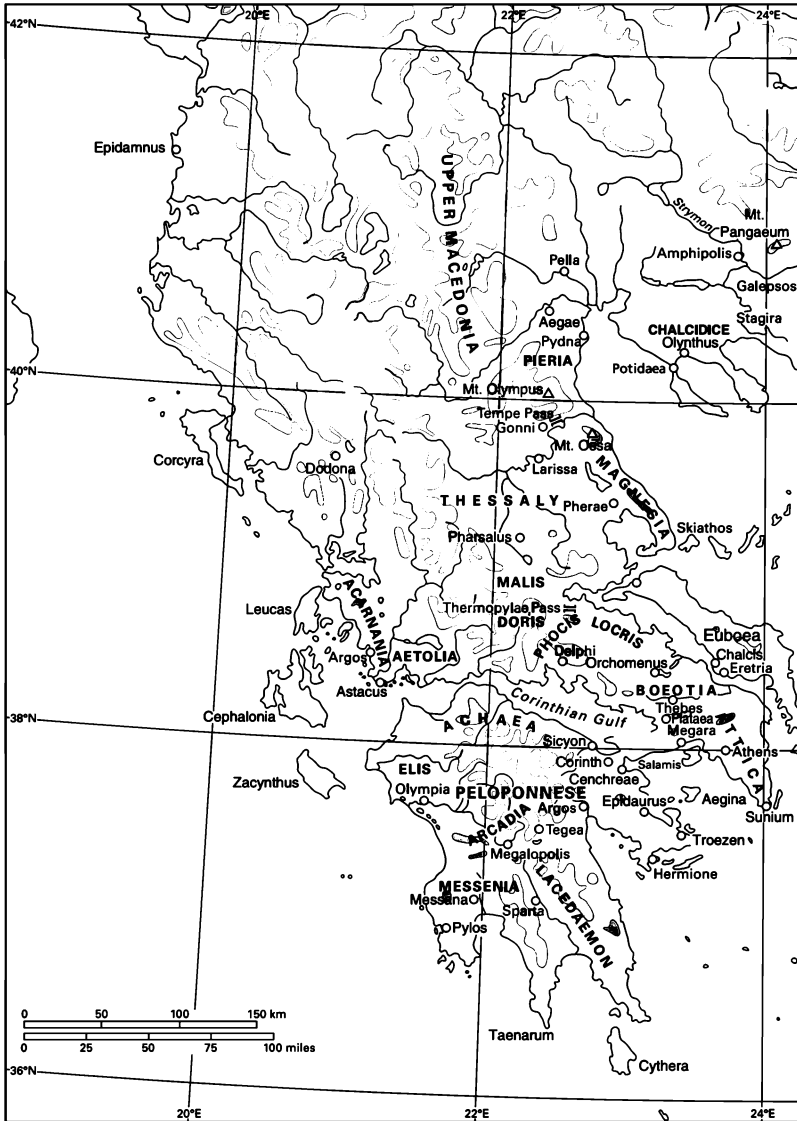 42°N
20°E
22°E
24°E
Epidamnus
UPPER MACEDONIA
Strymon
Mt.
Pangaeum
Amphipolis
Pella
Galepsos
Aegae
Stagira
CHALCIDICE
Pydna
Olynthus
PIERIA
Potidaea
40°N
Mt. Olympus
Tempe Pass
Gonni
Mt. Ossa
Corcyra
Dodona
Larissa
MAGNESIA
THESSALY
Pherae
Skiathos
Pharsalus
MALIS
ACARNANIA
Leucas
Thermopylae Pass
DORIS
PHOCIS
LOCRIS
Euboea
Argos
AETOLIA
Delphi
Orchomenus
Chalcis
Eretria
Astacus
BOEOTIA
Corinthian Gulf
Thebes
Cephalonia
38°N
ACHAEA
Plataea
ATTICA
Megara
Sicyon
Athens
Zacynthus
ELIS
Corinth
Salamis
Cenchreae
Olympia
PELOPONNESE
Argos
Epidaurus
Aegina
Sunium
ARCADIA
Tegea
Troezen
Megalopolis
Hermione
MESSENIA
LACEDAEMON
Messana
Sparta
Pylos
0 50 100 150 km
0 25 50 75 100 miles
Taenarum
Cythera
36°N
20°E
22°E
24°E